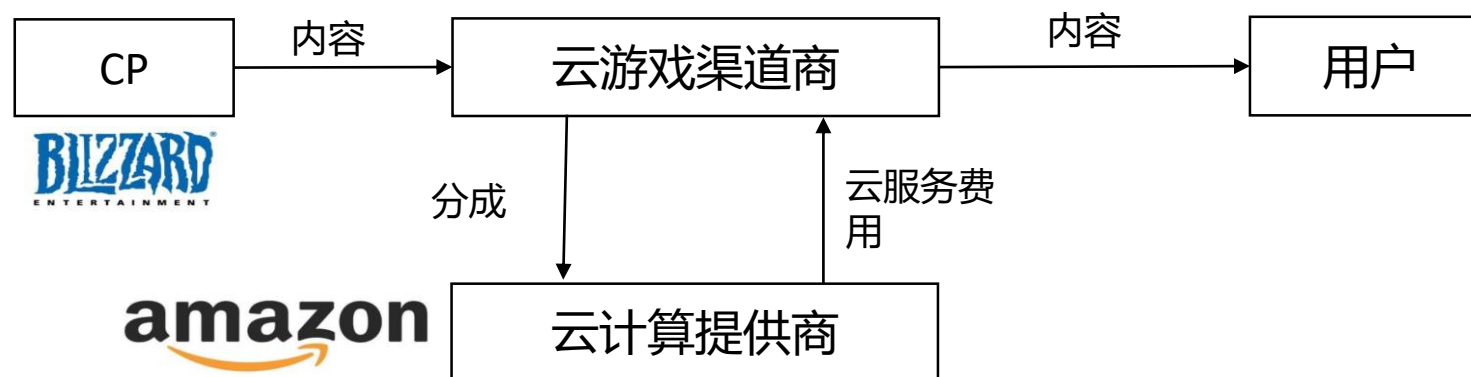 CP
内容
云游戏渠道商
内容
用户
BLIZZARD®
ENTERTAINMENT
分成
云服务费
用
amazon
云计算提供商